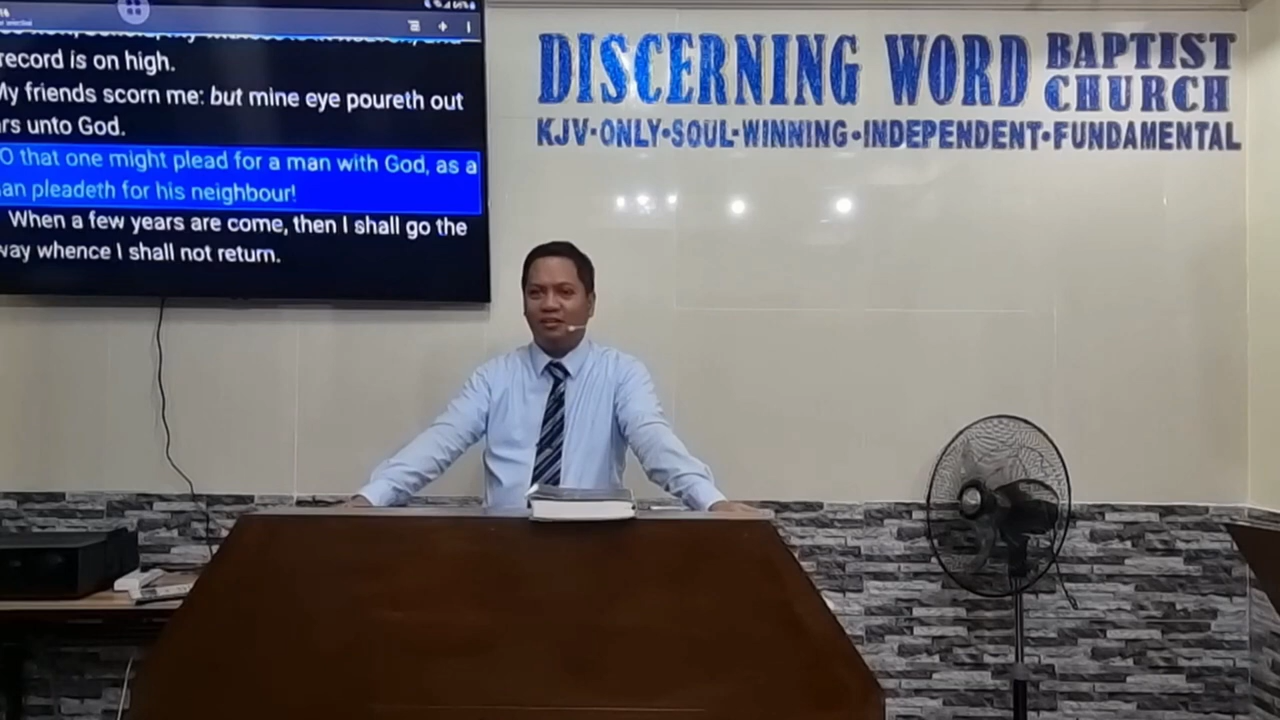 record is on high.
My friends scorn me: but mine eye poureth out
unto God.
O that one might plead for a man with God, as a
pleadeth for his neighbour!
When a few years are come, then I shall go the
way whence I shall not return.
DISCERNING WORD BAPTIST CHURCH
KJV•ONLY•SOUL-WINNING•INDEPENDENT•FUNDAMENTAL